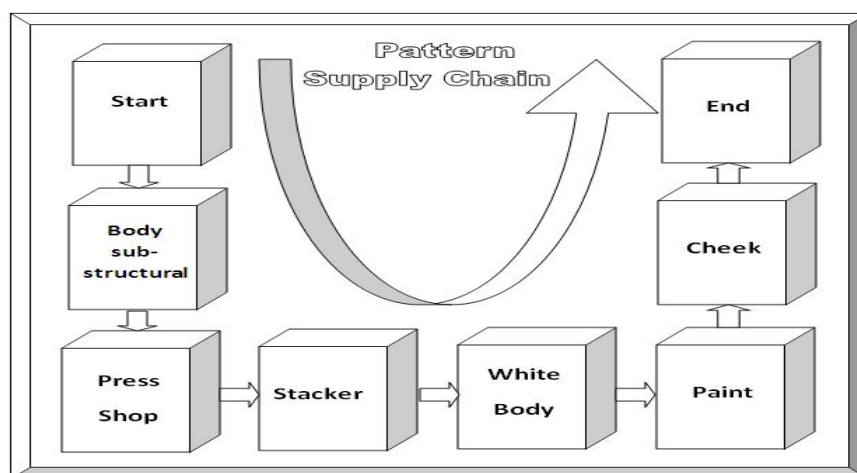 Pattern
Supply Chain
Start
Body
sub-
structural
Press
Shop
Stacker
White
Body
Paint
Cheek
End